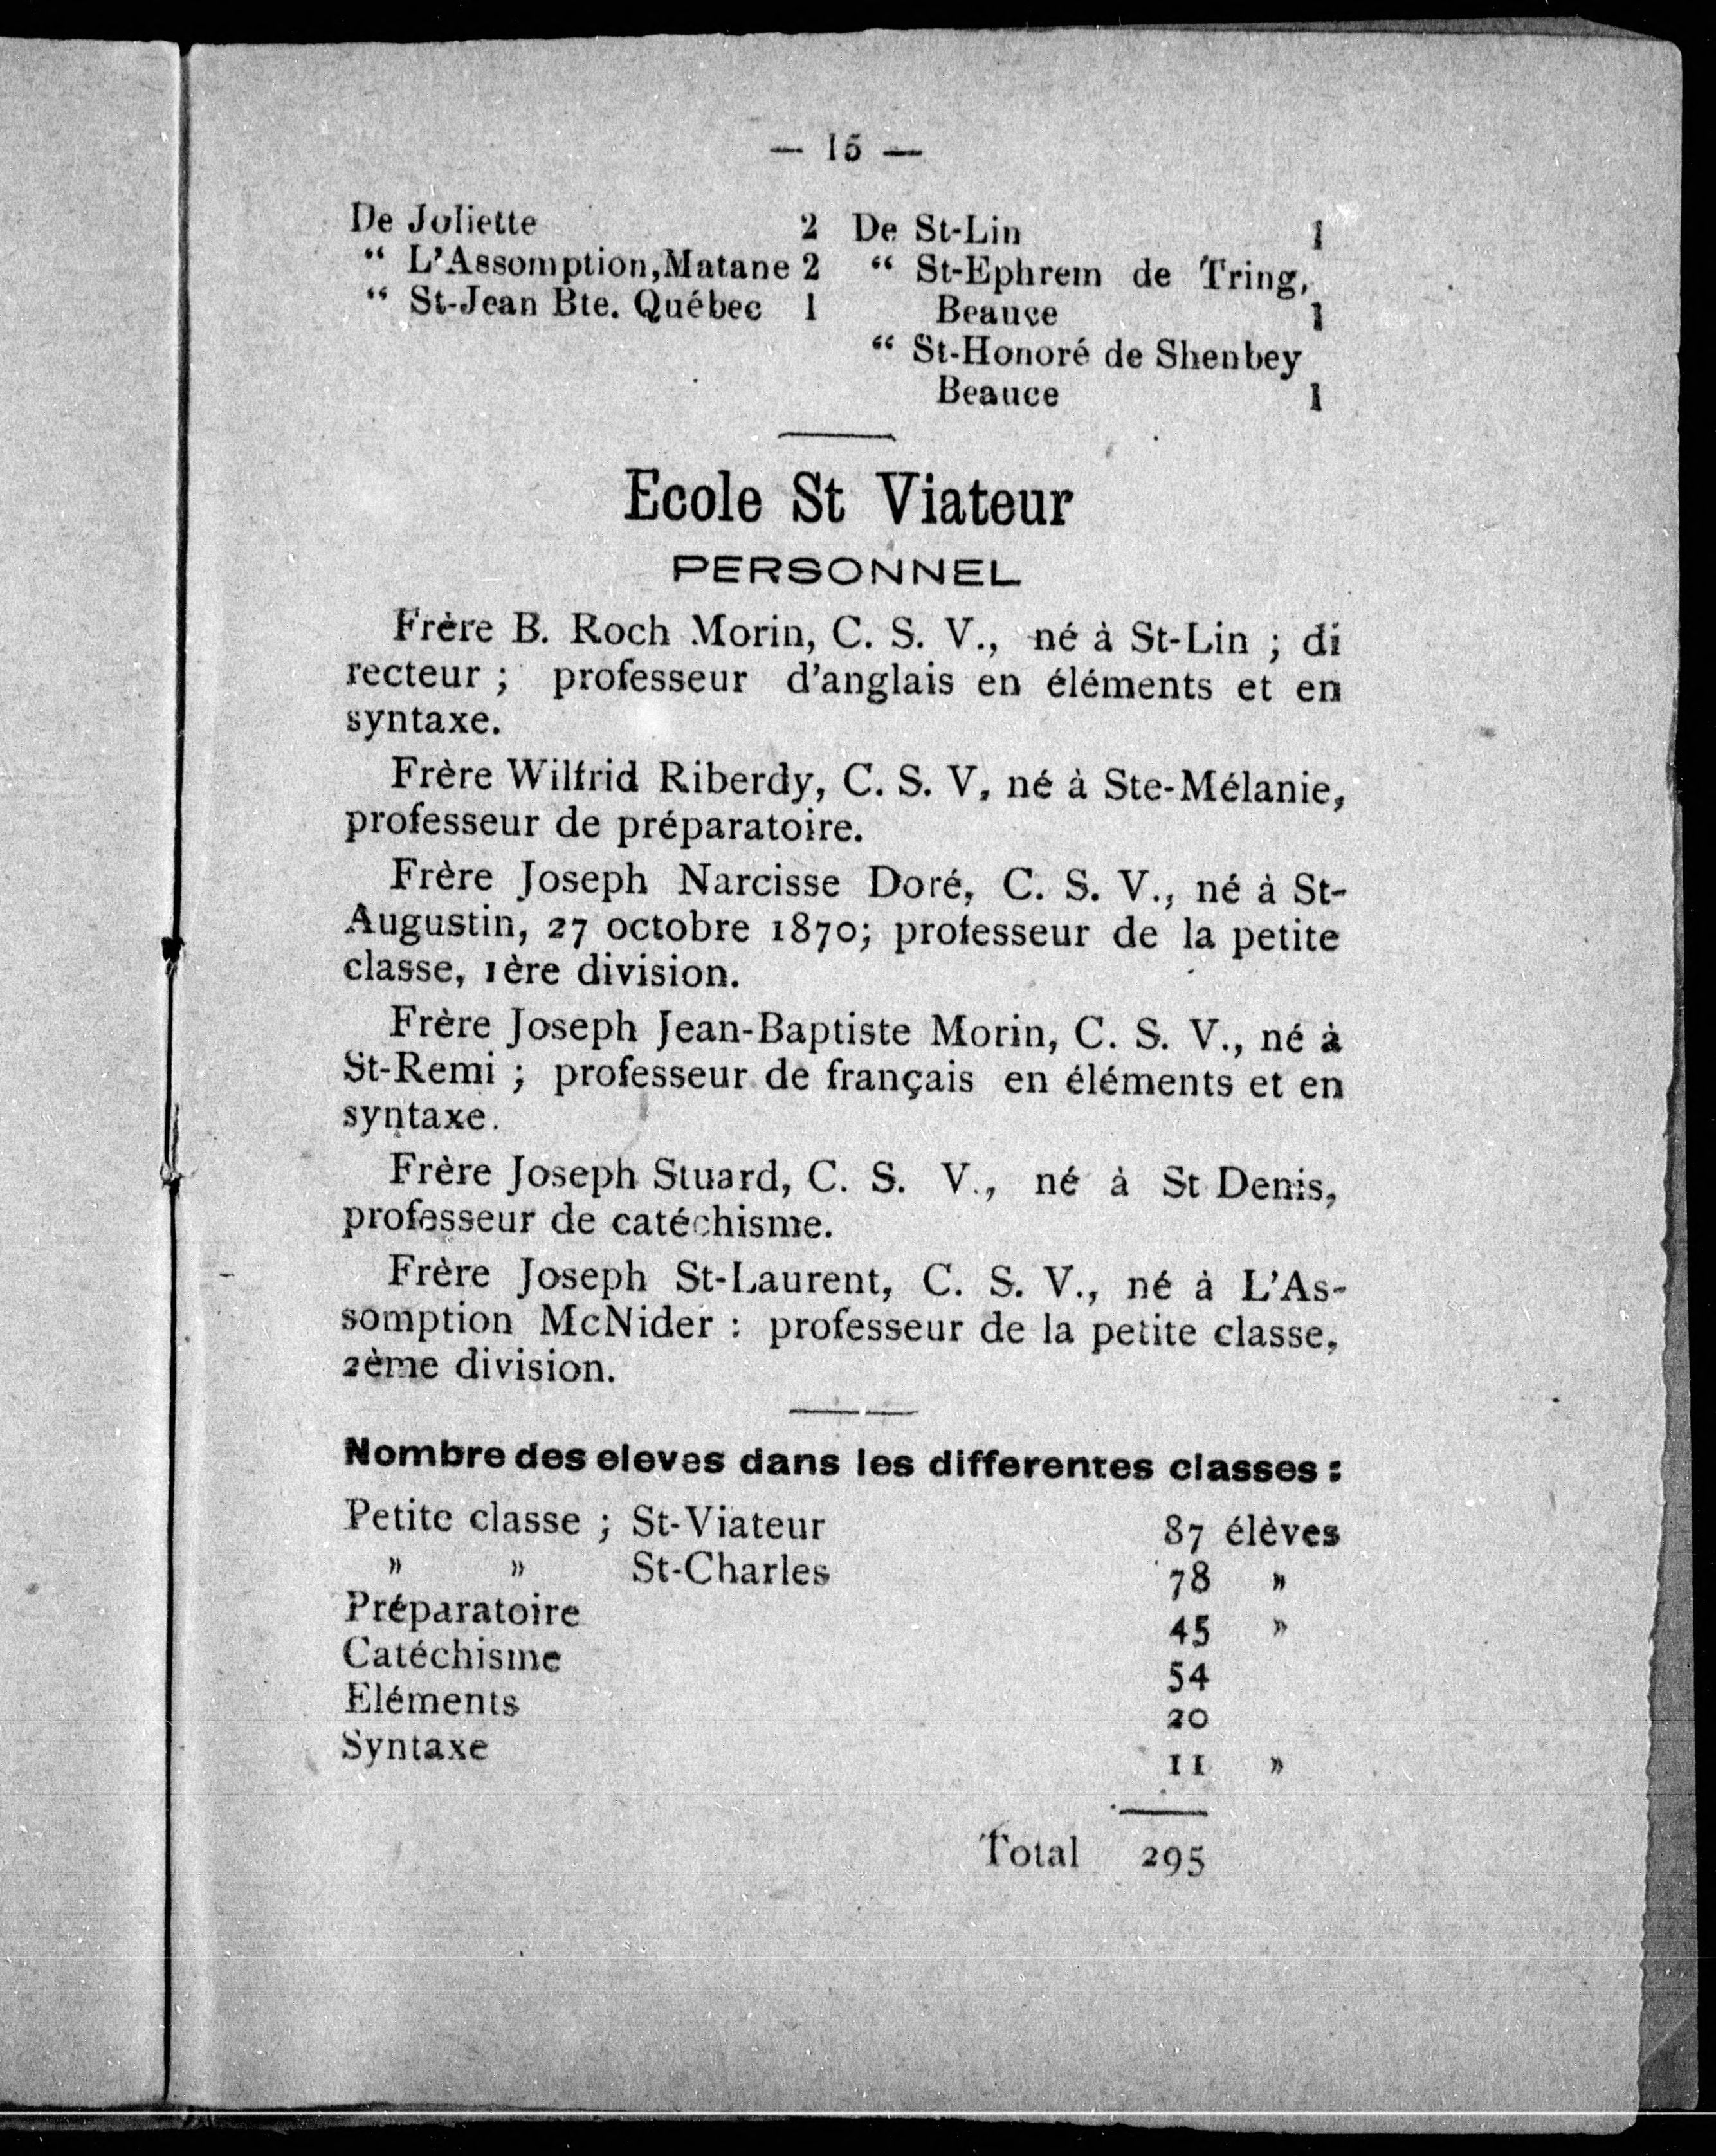 — 15 —
De Joliette 2
“ L'Assomption,Matane 2
“ St-Jean Bte. Québec 1
De St-Lin 1
“ St-Ephrem de Tring,
Beauce 1
“ St-Honoré de Shenbey
Beauce 1
Ecole St Viateur
PERSONNEL
Frère B. Roch Morin, C. S. V., né à St-Lin ; di
recteur ; professeur d'anglais en éléments et en
syntaxe.
Frère Wilfrid Riberdy, C. S. V, né à Ste-Mélanie,
professeur de préparatoire.
Frère Joseph Narcisse Doré, C. S. V., né à St-
Augustin, 27 octobre 1870; professeur de la petite
classe, 1ère division.
Frère Joseph Jean-Baptiste Morin, C. S. V., né à
St-Remi ; professeur de français en éléments et en
syntaxe.
Frère Joseph Stuard, C. S. V., né à St Denis,
professeur de catéchisme.
Frère Joseph St-Laurent, C. S. V., né à L'As-
somption McNider : professeur de la petite classe,
2ème division.
Nombre des eleves dans les differentes classes :
Petite classe ; St-Viateur 87 élèves
» » St-Charles 78 »
Préparatoire 45 »
Catéchisme 54
Eléments 20
Syntaxe 11 »
Total 295